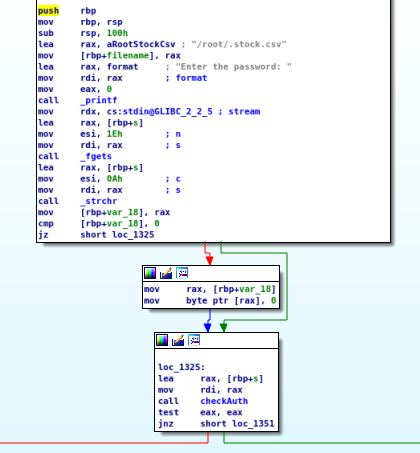 push rbp
mov rbp, rsp
sub rsp, 100h
lea rax, aRootStockCsv ; "/root/.stock.csv"
mov [rbp+filename], rax
lea rax, format ; "Enter the password: "
mov rdi, rax ; format
mov eax, 0
call _printf
mov rdx, cs:stdin@GLIBC_2_2_5 ; stream
lea rax, [rbp+s]
mov esi, 1Eh ; n
mov rdi, rax ; s
call _fgets
lea rax, [rbp+s]
mov esi, 0Ah ; c
mov rdi, rax ; s
call _strchr
mov [rbp+var_18], rax
cmp [rbp+var_18], 0
jz short loc_1325
mov rax, [rbp+var_18]
mov byte ptr [rax], 0
loc_1325:
lea rax, [rbp+s]
mov rdi, rax
call checkAuth
test eax, eax
jnz short loc_1351